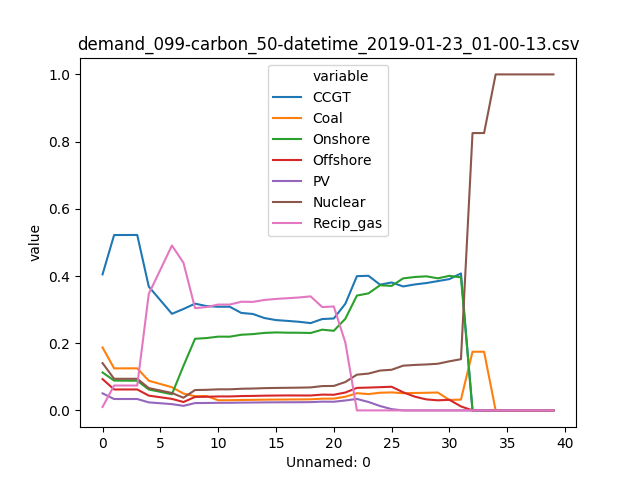 demand_099-carbon_50-datetime_2019-01-23_01-00-13.csv
variable
CCGT
Coal
Onshore
Offshore
PV
Nuclear
Recip_gas
value
1.0
0.8
0.6
0.4
0.2
0.0
0 5 10 15 20 25 30 35 40
Unnamed: 0